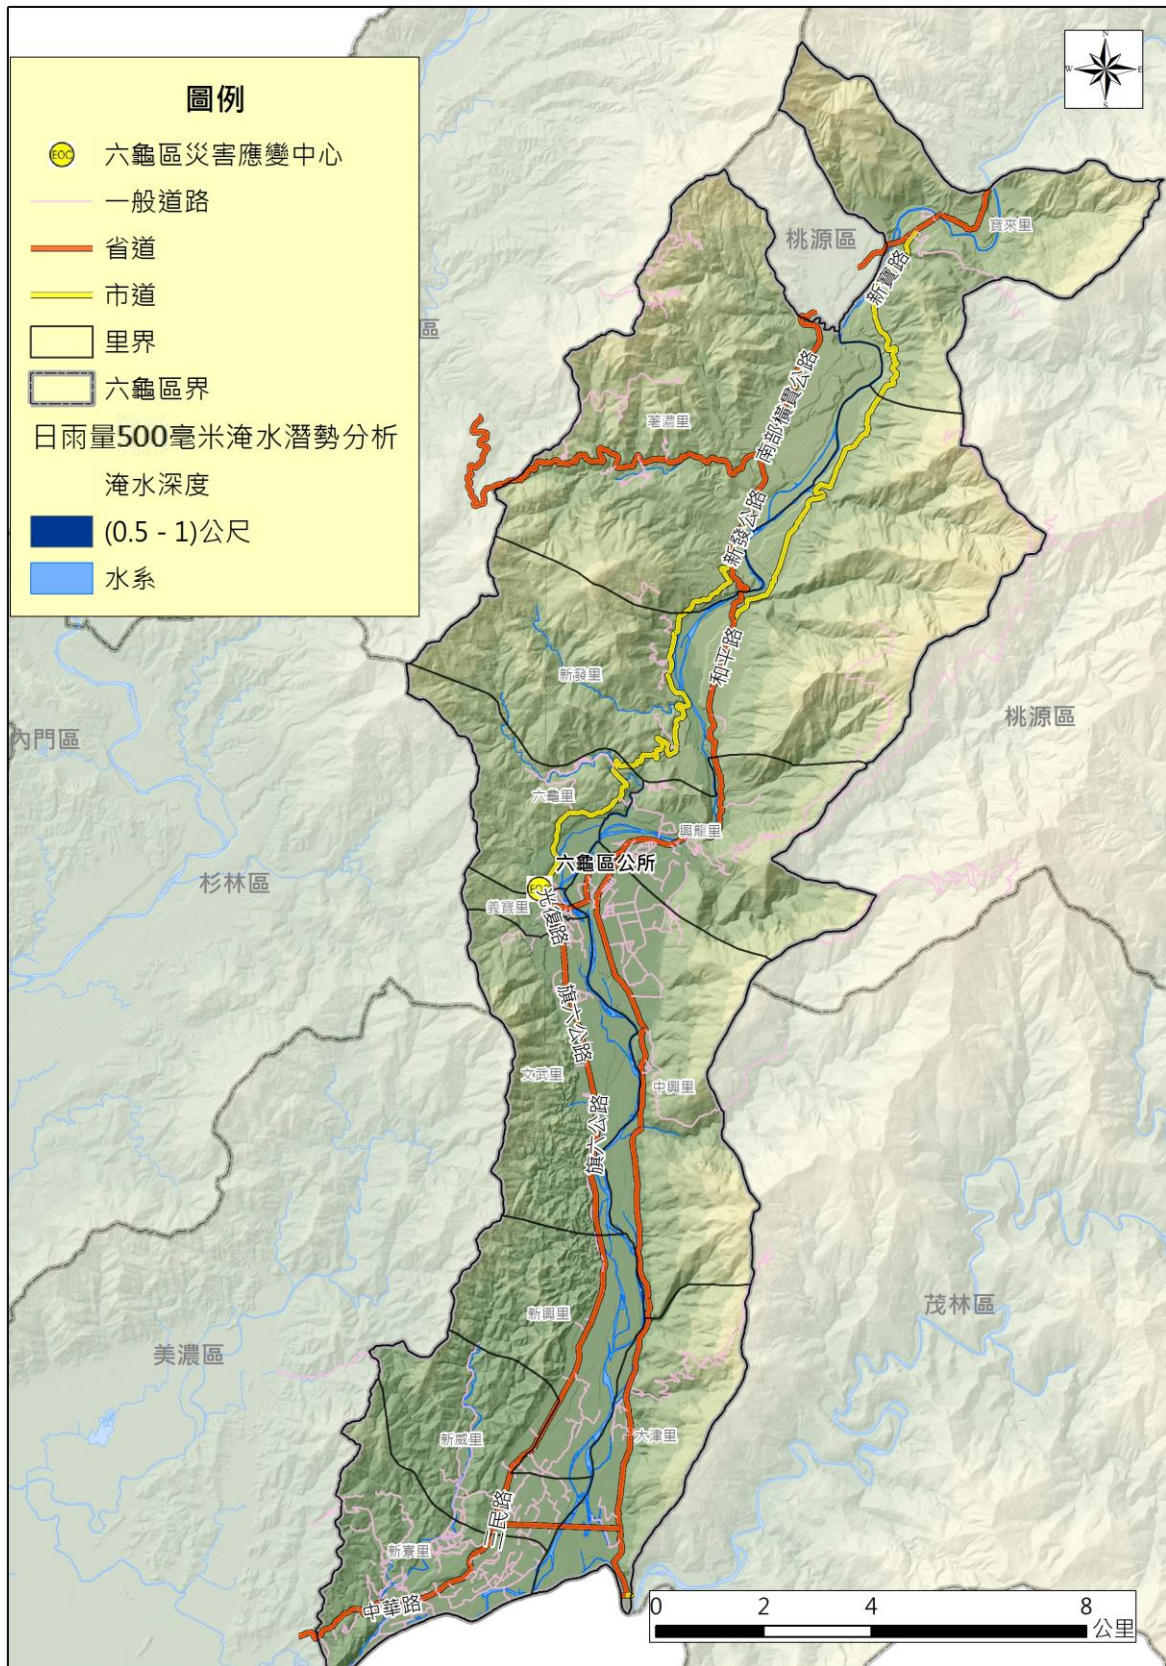 圖例
EOC
六龜區災害應變中心
一般道路
省道
市道
里界
六龜區界
日雨量500毫米淹水潛勢分析
淹水深度
(0.5 - 1)公尺
水系
N
W
E
S
寶來里
桃源區
新寶路
區
南部橫貫公路
荖濃里
新發公路
和平路
新發里
桃源區
內門區
六龜里
興龍里
六龜區公所
杉林區
EOC
義寶里
光復路
旗六公路
文武里
中興里
旗六公路
茂林區
新興里
美濃區
新威里
大津里
三民路
新寮里
中華路
0
2
4
8
公里